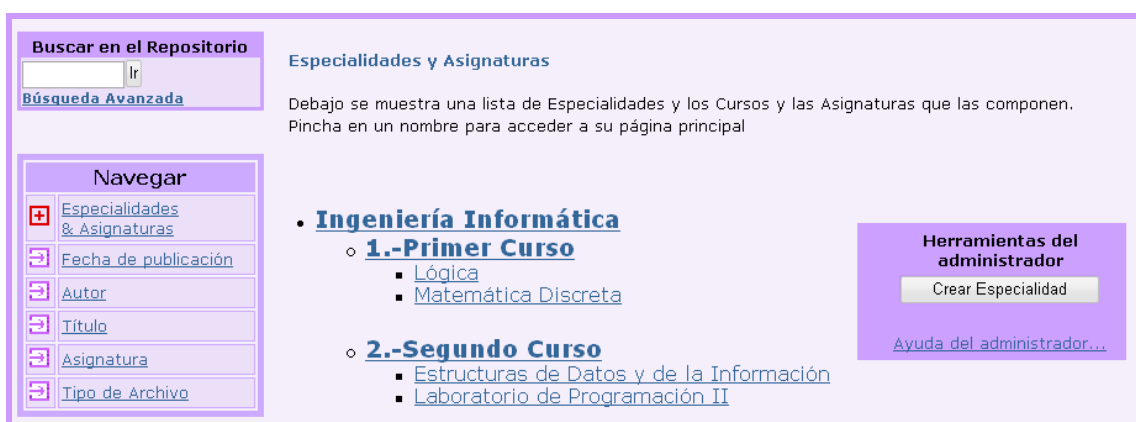 Buscar en el Repositorio
Ir
Búsqueda Avanzada
Navegar
Especialidades
& Asignaturas
Fecha de publicación
Autor
Título
Asignatura
Tipo de Archivo
Especialidades y Asignaturas
Debajo se muestra una lista de Especialidades y los Cursos y las Asignaturas que las componen.
Pincha en un nombre para acceder a su página principal
Ingeniería Informática
1.-Primer Curso
Lógica
Matemática Discreta
2.-Segundo Curso
Estructuras de Datos y de la Información
Laboratorio de Programación II
Herramientas del
administrador
Crear Especialidad
Ayuda del administrador...